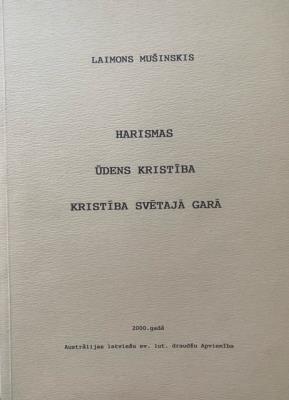 LAIMONS MUŠINSKIS
HARISMAS
ŪDENS KRISTĪBA
KRISTĪBA SVĒTAJĀ GARĀ
2000.gadā
Austrālijas latviešu ev. lut. draudžu Apvienība